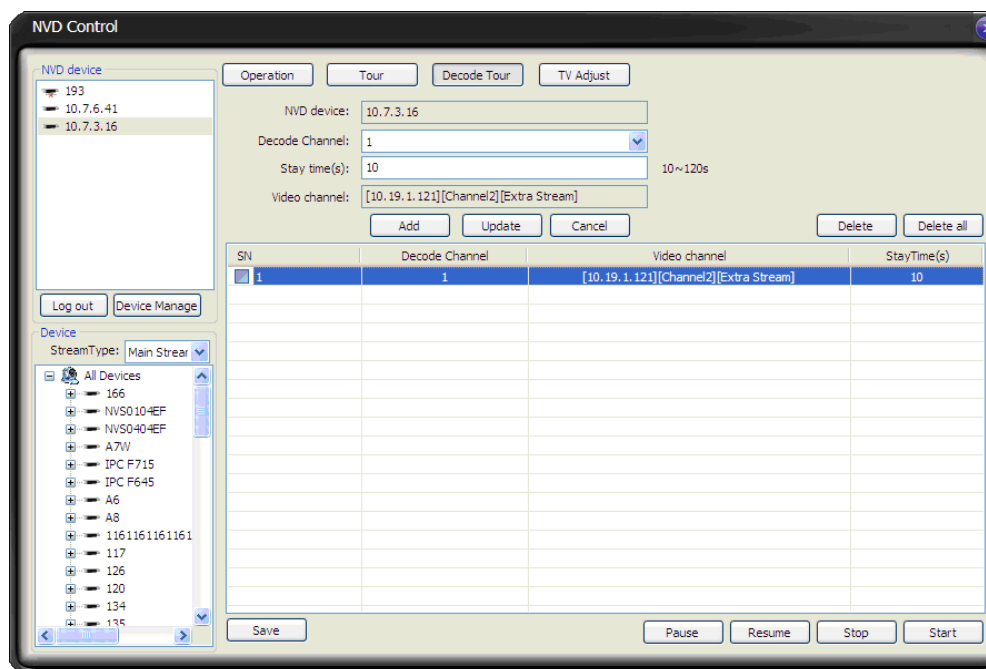 NVD Control
NVD device
193
10.7.6.41
10.7.3.16
Log out Device Manage
Device
StreamType: Main Strear
All Devices
166
NVS0104EF
NVS0404EF
A7W
IPC F715
IPC F645
A6
A8
1161161161161
117
126
120
134
135
Operation Tour Decode Tour TV Adjust
NVD device: 10.7.3.16
Decode Channel: 1
Stay time(s): 10 10~120s
Video channel: [10.19.1.121][Channel2][Extra Stream]
Add Update Cancel Delete Delete all
SN Decode Channel Video channel StayTime(s)
1 1 [10.19.1.121][Channel2][Extra Stream] 10
Save Pause Resume Stop Start